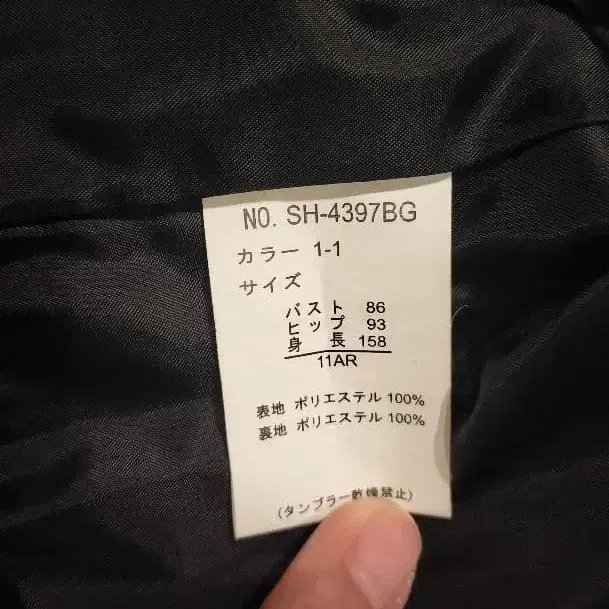 NO. SH-4397BG
カラー 1-1
サイズ
バスト 86
ヒップ 93
身長 158
11AR
表地 ポリエステル 100%
裏地 ポリエステル 100%
(タンブラー乾燥禁止)